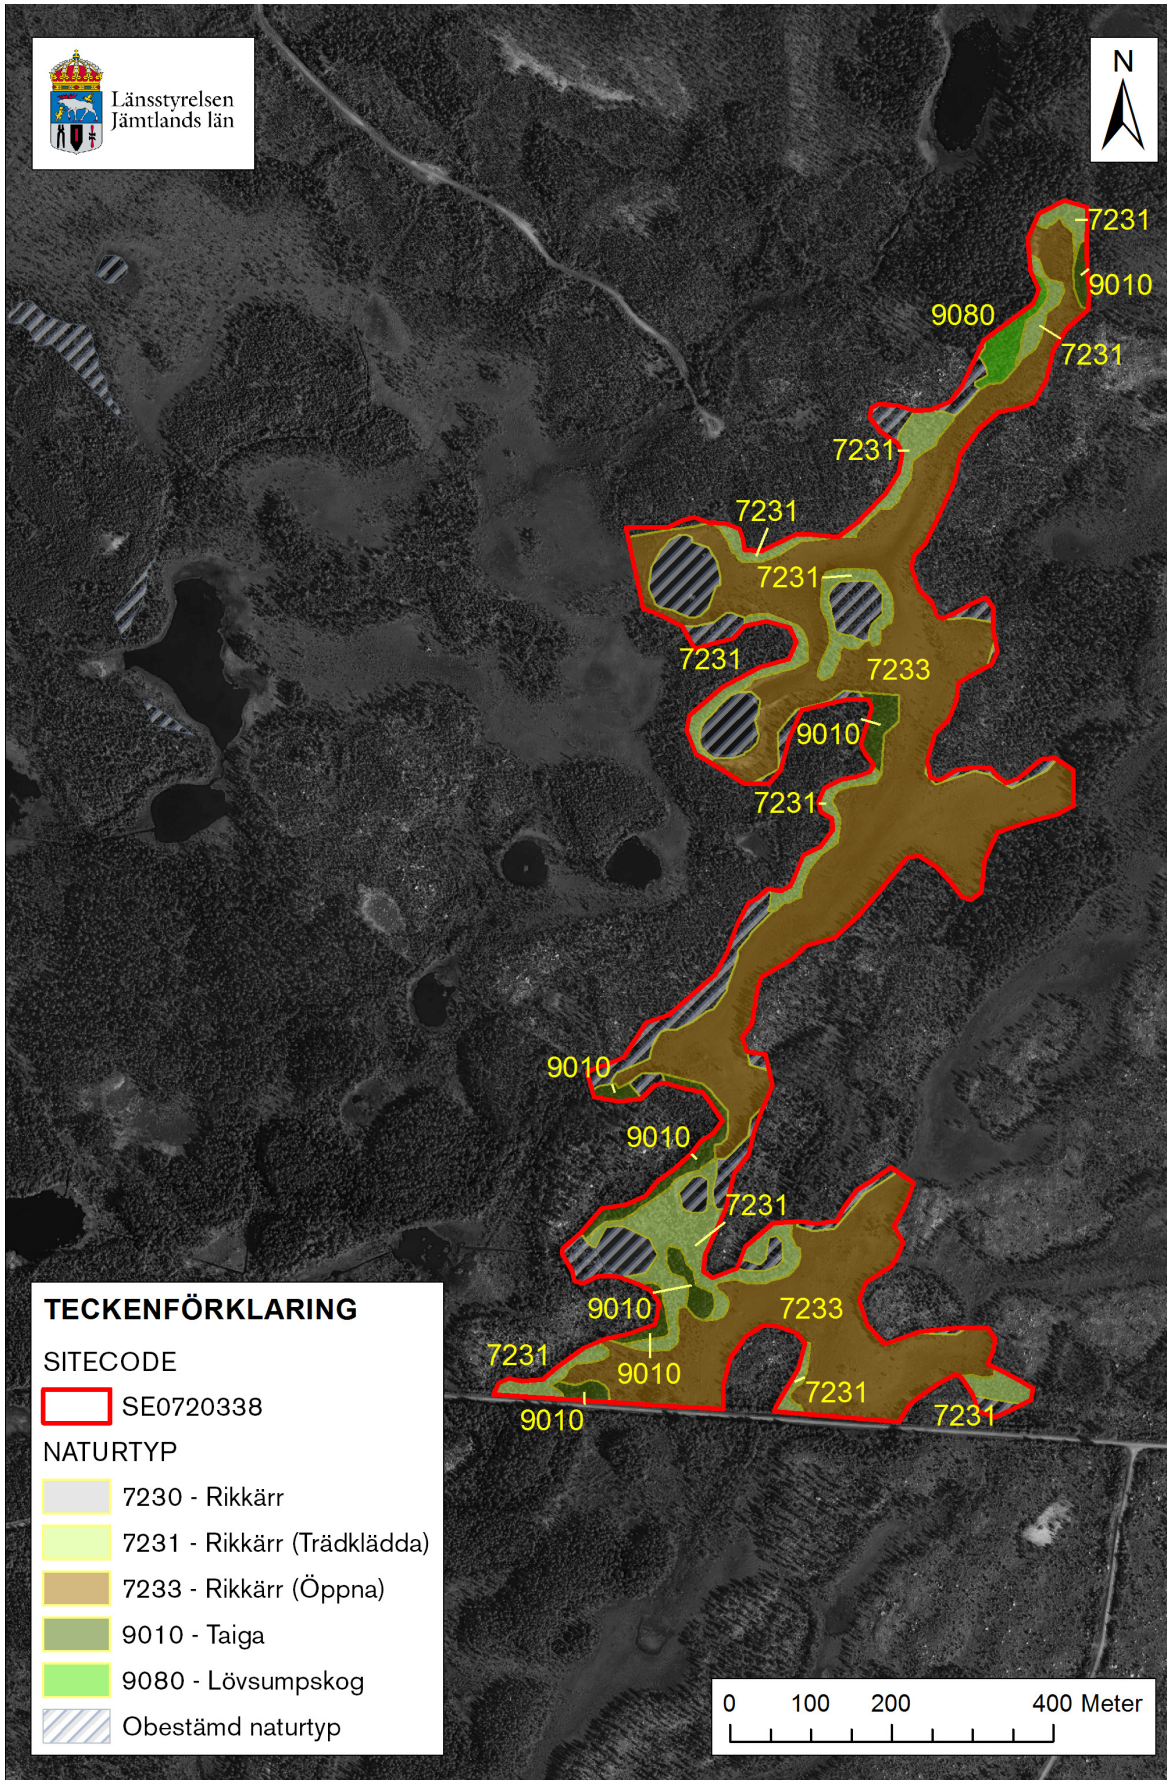 Länsstyrelsen
Jämtlands län
N
7231
9010
9080
7231
7231
7231
7231
7231
7233
9010
7231
9010
9010
7231
9010
7233
7231
9010
7231
7231
9010
TECKENFÖRKLARING
SITECODE
SE0720338
NATURTYP
7230 - Rikkärr
7231 - Rikkärr (Trädklädda)
7233 - Rikkärr (Öppna)
9010 - Taiga
9080 - Lövsumpskog
Obestämd naturtyp
0 100 200 400 Meter